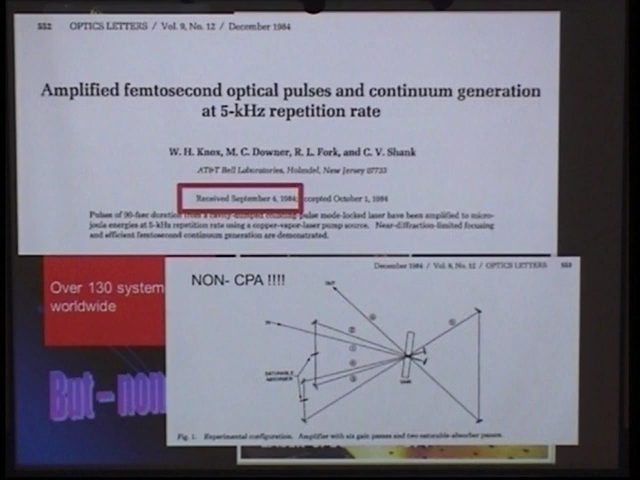 552 OPTICS LETTERS / Vol. 9, No. 12 / December 1984
Amplified femtosecond optical pulses and continuum generation
at 5-kHz repetition rate
W. H. Knox, M. C. Downer, R. L. Fork, and C. V. Shank
AT&T Bell Laboratories, Holmdel, New Jersey 07733
Received September 4, 1984; accepted October 1, 1984
Pulses of 90-fsec duration from a cavity-dumped colliding-pulse mode-locked laser have been amplified to micro-
joule energies at 5-kHz repetition rate using a copper-vapor-laser pump source. Near-diffraction-limited focusing
and efficient femtosecond continuum generation are demonstrated.
Over 130 system
worldwide
But - non
NON- CPA !!!!
December 1984 / Vol. 9, No. 12 / OPTICS LETTERS 553
OUT
IN
SATURABLE
ABSORBER
GAIN
Fig. 1. Experimental configuration. Amplifier with six gain passes and two saturable-absorber passes.